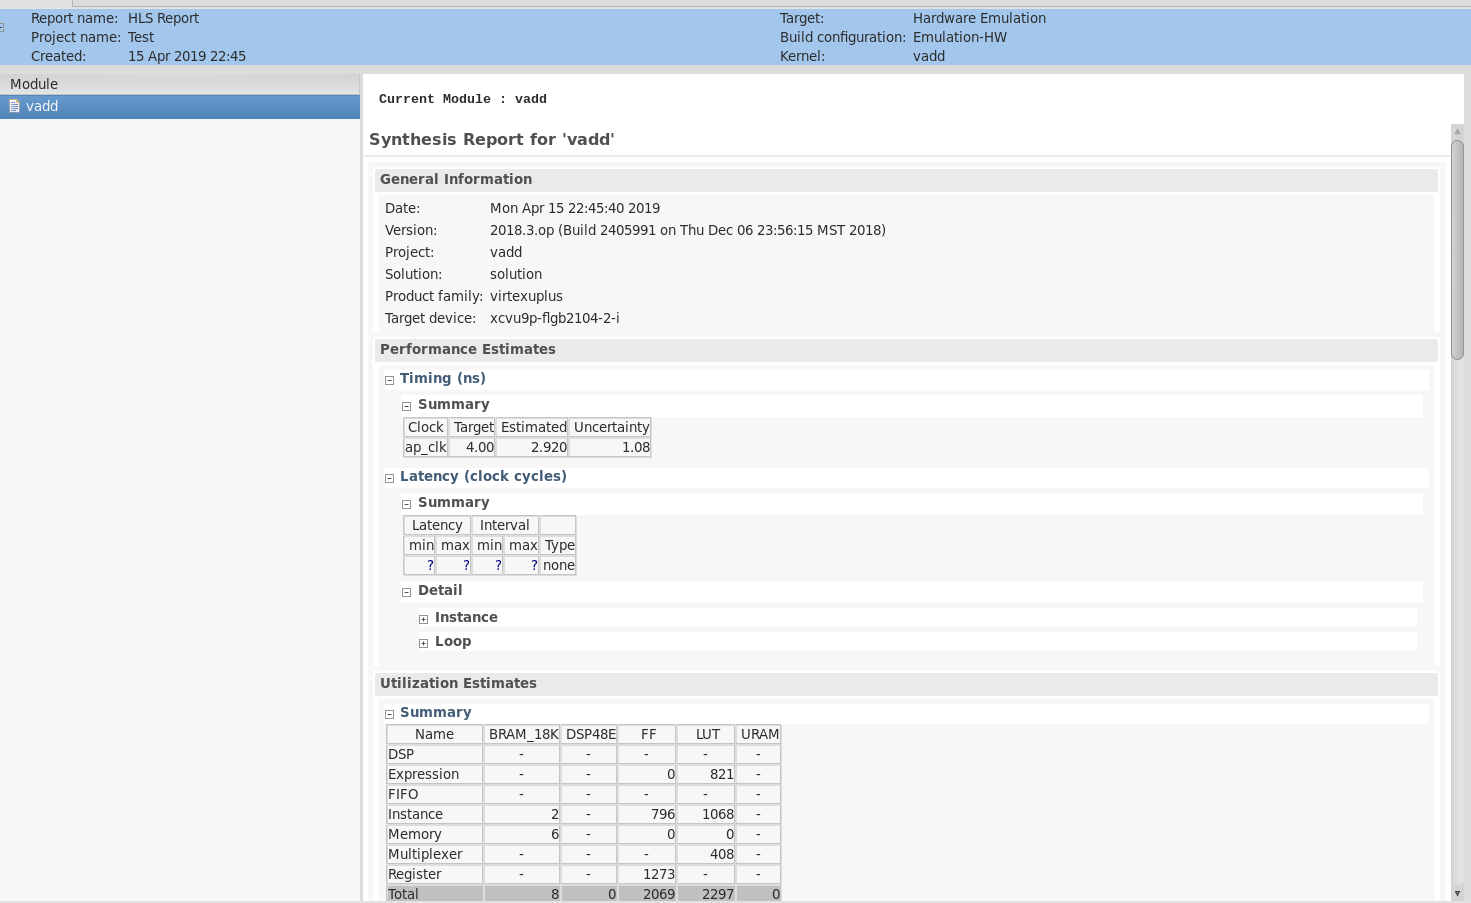 Report name: HLS Report
Project name: Test
Created: 15 Apr 2019 22:45
Target: Hardware Emulation
Build configuration: Emulation-HW
Kernel: vadd
Module
vadd
Current Module : vadd
Synthesis Report for 'vadd'
General Information
Date: Mon Apr 15 22:45:40 2019
Version: 2018.3.op (Build 2405991 on Thu Dec 06 23:56:15 MST 2018)
Project: vadd
Solution: solution
Product family: virtexuplus
Target device: xcvu9p-flgb2104-2-i
Performance Estimates
Timing (ns)
Summary
Clock Target Estimated Uncertainty
ap_clk 4.00 2.920 1.08
Latency (clock cycles)
Summary
Latency Interval
min max min max Type
? ? ? ? none
Detail
Instance
Loop
Utilization Estimates
Summary
Name BRAM_18K DSP48E FF LUT URAM
DSP - - - - -
Expression - - 0 821 -
FIFO - - - - -
Instance 2 - 796 1068 -
Memory 6 - 0 0 -
Multiplexer - - - 408 -
Register - - 1273 - -
Total 8 0 2069 2297 0